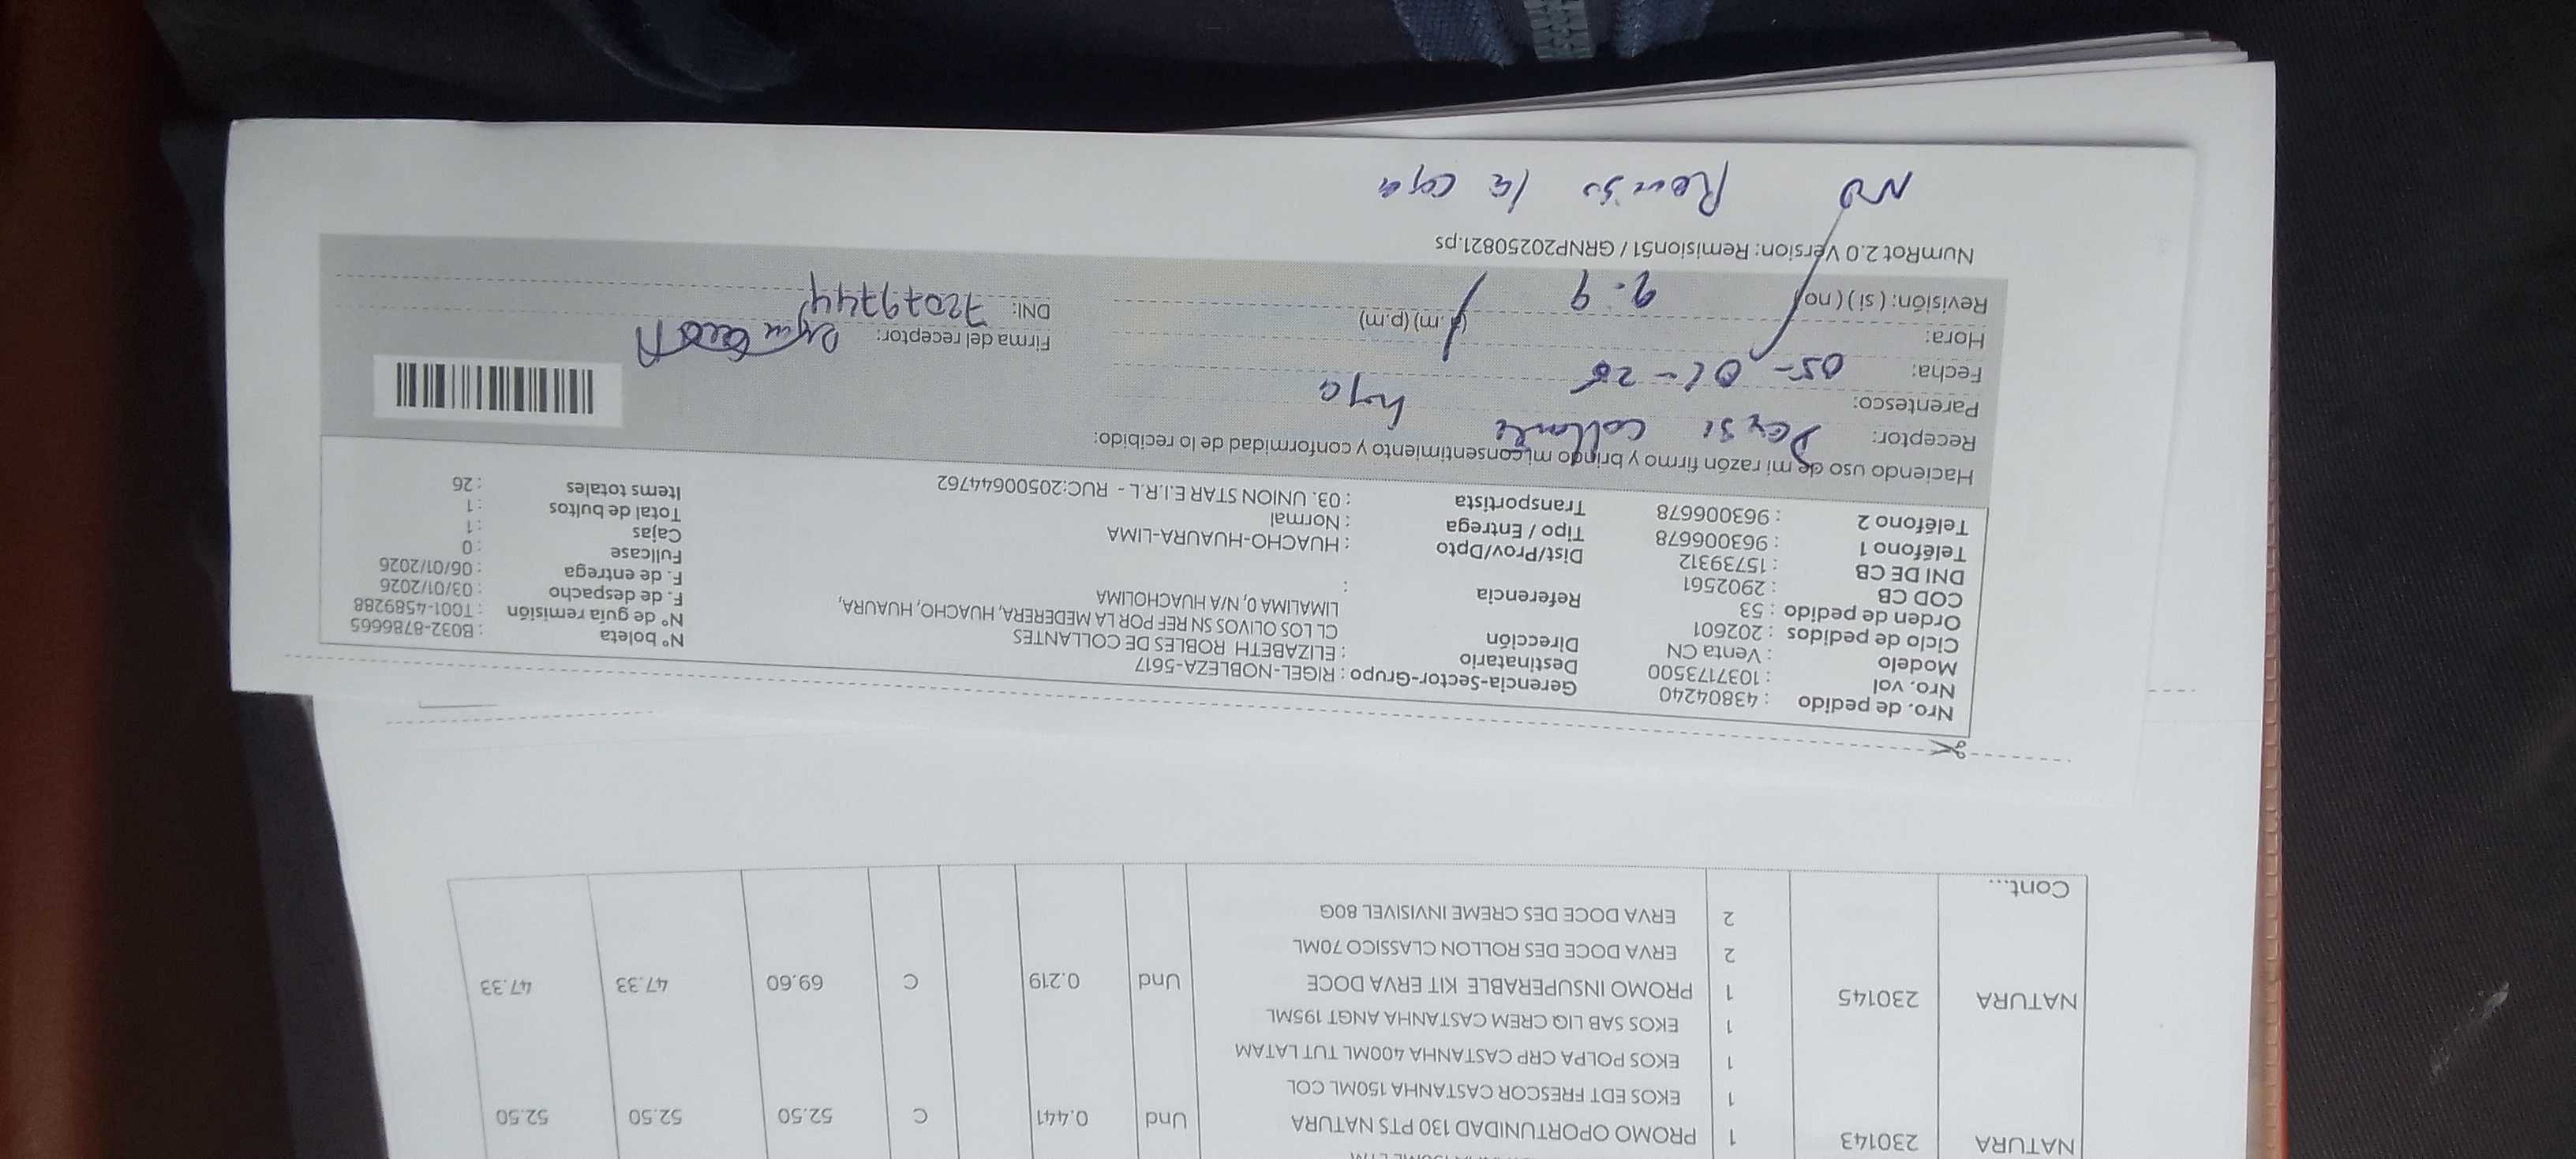 NATURA 230143 1 PROMO OPORTUNIDAD 130 PTS NATURA Und 0.441 C 52.50 52.50 52.50
1 EKOS EDT FRESCOR CASTANHA 150ML COL
1 EKOS POLPA CRP CASTANHA 400ML TUT LATAM
1 EKOS SAB LIQ CREM CASTANHA ANGT 195ML
NATURA 230145 1 PROMO INSUPERABLE KIT ERVA DOCE Und 0.219 C 69.60 47.33 47.33
2 ERVA DOCE DES ROLLON CLASSICO 70ML
2 ERVA DOCE DES CREME INVISIVEL 80G
Cont...
Nro. de pedido : 43804240 Gerencia-Sector-Grupo : RIGEL-NOBLEZA-5617 N° boleta : B032-8786665
Nro. vol : 1037173500 Destinatario : ELIZABETH ROBLES DE COLLANTES N° de guía remisión : T001-4589288
Modelo : Venta CN Dirección CL LOS OLIVOS SN REF POR LA MEDERERA, HUACHO, HUAURA, F. de despacho : 03/01/2026
Ciclo de pedidos : 202601 LIMALIMA 0, N/A HUACHOLIMA F. de entrega : 06/01/2026
Orden de pedido : 53 Referencia : Fullcase : 0
COD CB : 2902561 Dist/Prov/Dpto : HUACHO-HUAURA-LIMA Cajas : 1
DNI DE CB : 15739312 Tipo / Entrega : Normal Total de bultos : 1
Teléfono 1 : 963006678 Transportista : 03. UNION STAR E.I.R.L - RUC:20500644762 Items totales : 26
Teléfono 2 : 963006678
Haciendo uso de mi razón firmo y brindo mi consentimiento y conformidad de lo recibido:
Receptor: Deysi Collantes
Parentesco: hija
Fecha: 05-01-26
Hora: 9.9 (a.m) (p.m) Firma del receptor:
Revisión: ( si ) ( no ) DNI: 72079744
NumRot 2.0 Version: Remision51 / GRNP20250821.ps
NO Reviso la caja